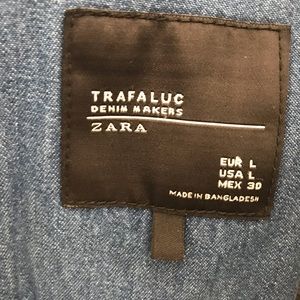 TRAFALUC
DENIM MAKERS
ZARA
EUR L
USA L
MEX 30
MADE IN BANGLADESH